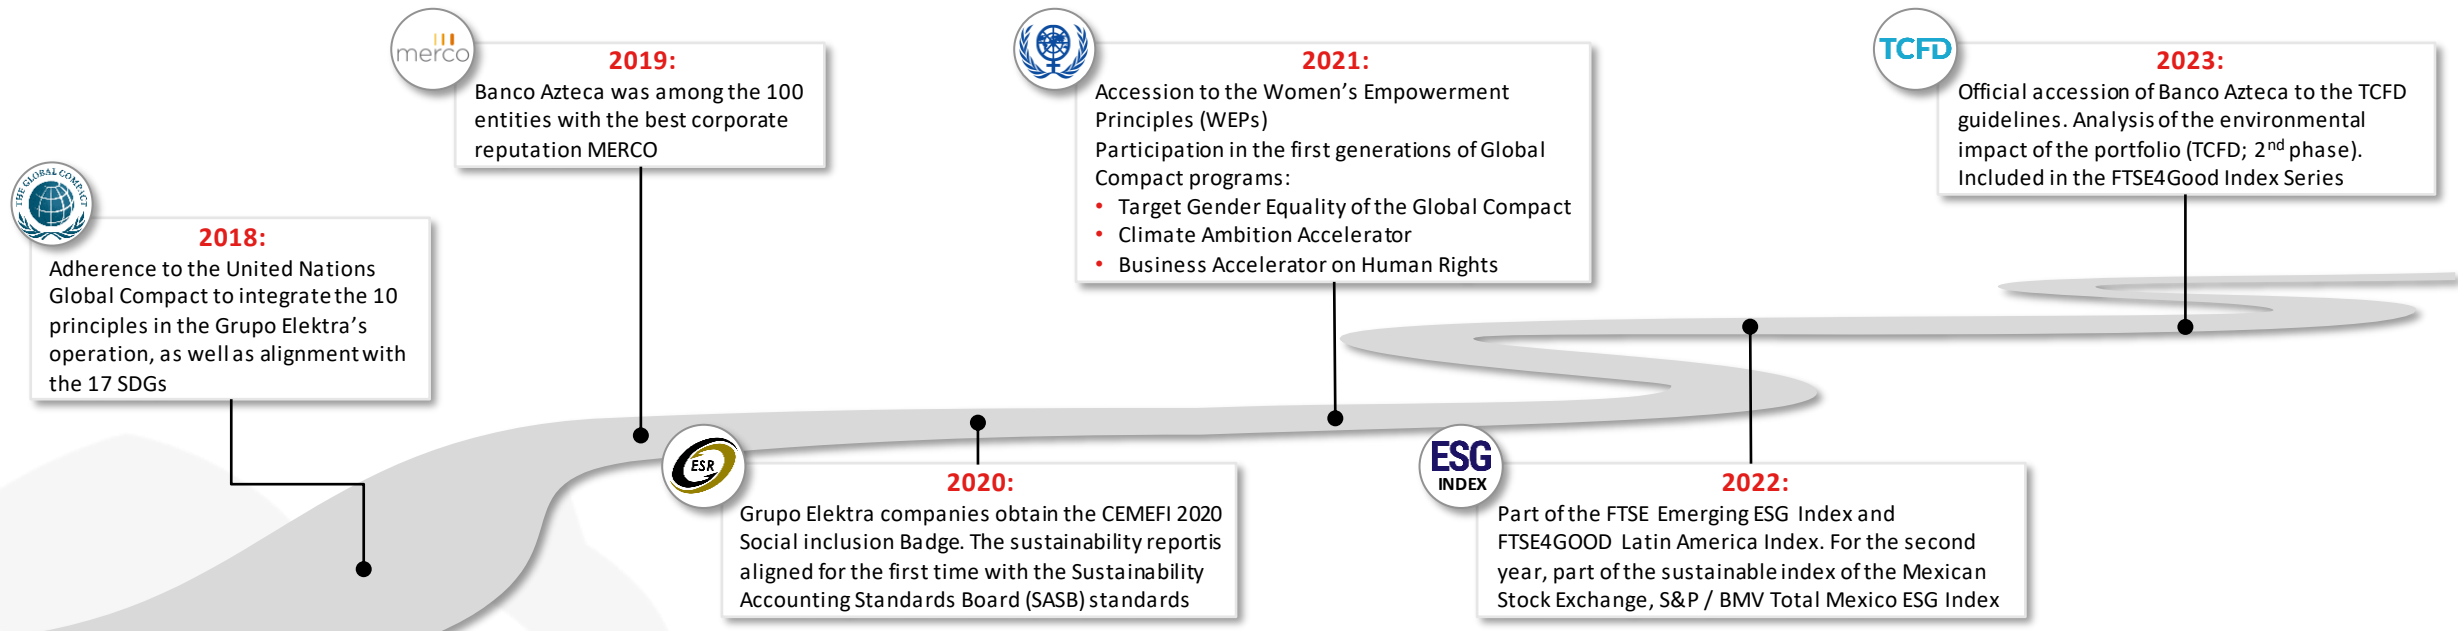 THE GLOBAL COMPACT
2018:
Adherence to the United Nations
Global Compact to integrate the 10
principles in the Grupo Elektra’s
operation, as well as alignment with
the 17 SDGs
merco
2019:
Banco Azteca was among the 100
entities with the best corporate
reputation MERCO
ESR
2020:
Grupo Elektra companies obtain the CEMEFI 2020
Social inclusion Badge. The sustainability reportis
aligned for the first time with the Sustainability
Accounting Standards Board (SASB) standards
2021:
Accession to the Women’s Empowerment
Principles (WEPs)
Participation in the first generations of Global
Compact programs:
• Target Gender Equality of the Global Compact
• Climate Ambition Accelerator
• Business Accelerator on Human Rights
ESG
INDEX
2022:
Part of the FTSE Emerging ESG Index and
FTSE4GOOD Latin America Index. For the second
year, part of the sustainable index of the Mexican
Stock Exchange, S&P / BMV Total Mexico ESG Index
TCFD
2023:
Official accession of Banco Azteca to the TCFD
guidelines. Analysis of the environmental
impact of the portfolio (TCFD; 2nd phase).
Included in the FTSE4Good Index Series